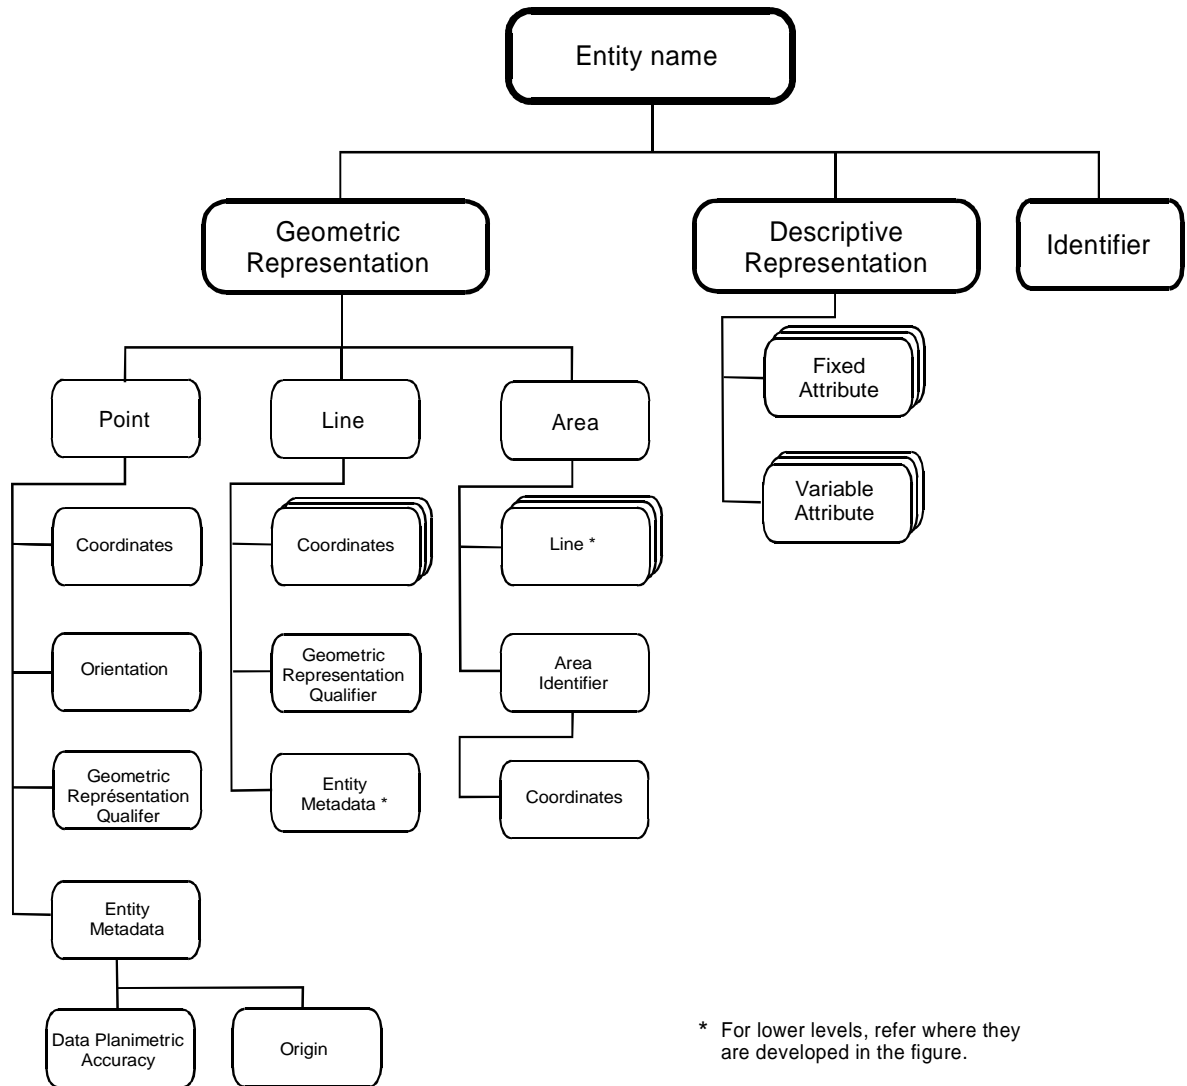 Entity name
Geometric
Representation
Descriptive
Representation
Identifier
Fixed
Attribute
Variable
Attribute
Point
Line
Area
Coordinates
Coordinates
Line *
Orientation
Geometric
Representation
Qualifier
Area
Identifier
Geometric
Représentation
Qualifer
Entity
Metadata *
Coordinates
Entity
Metadata
Data Planimetric
Accuracy
Origin
* For lower levels, refer where they
are developed in the figure.